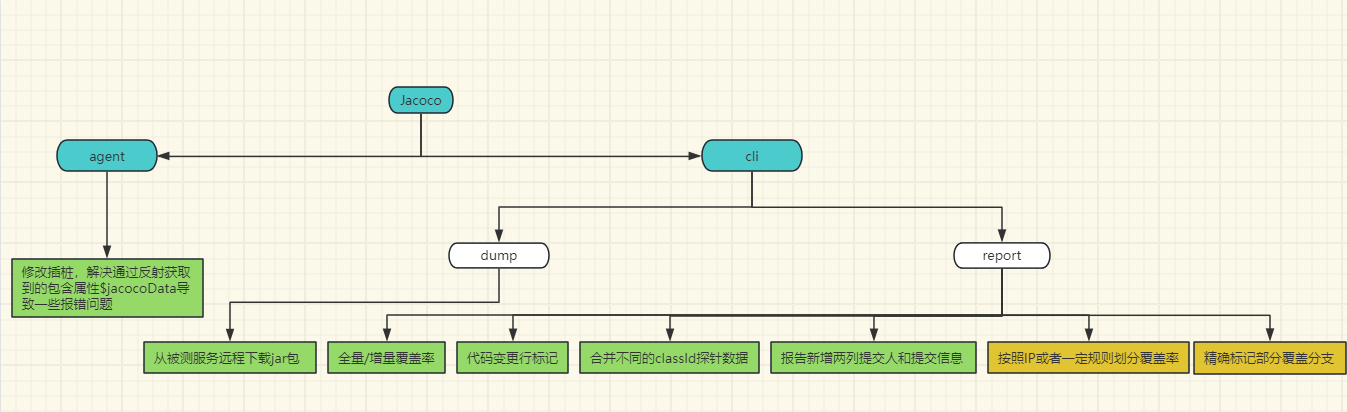 Jacoco
agent
cli
dump
report
修改插桩，解决通过反射获取
到的包含属性$jacocoData导
致一些报错问题
从被测服务远程下载jar包
全量/增量覆盖率
代码变更行标记
合并不同的classId探针数据
报告新增两列提交人和提交信息
按照IP或者一定规则划分覆盖率
精确标记部分覆盖分支